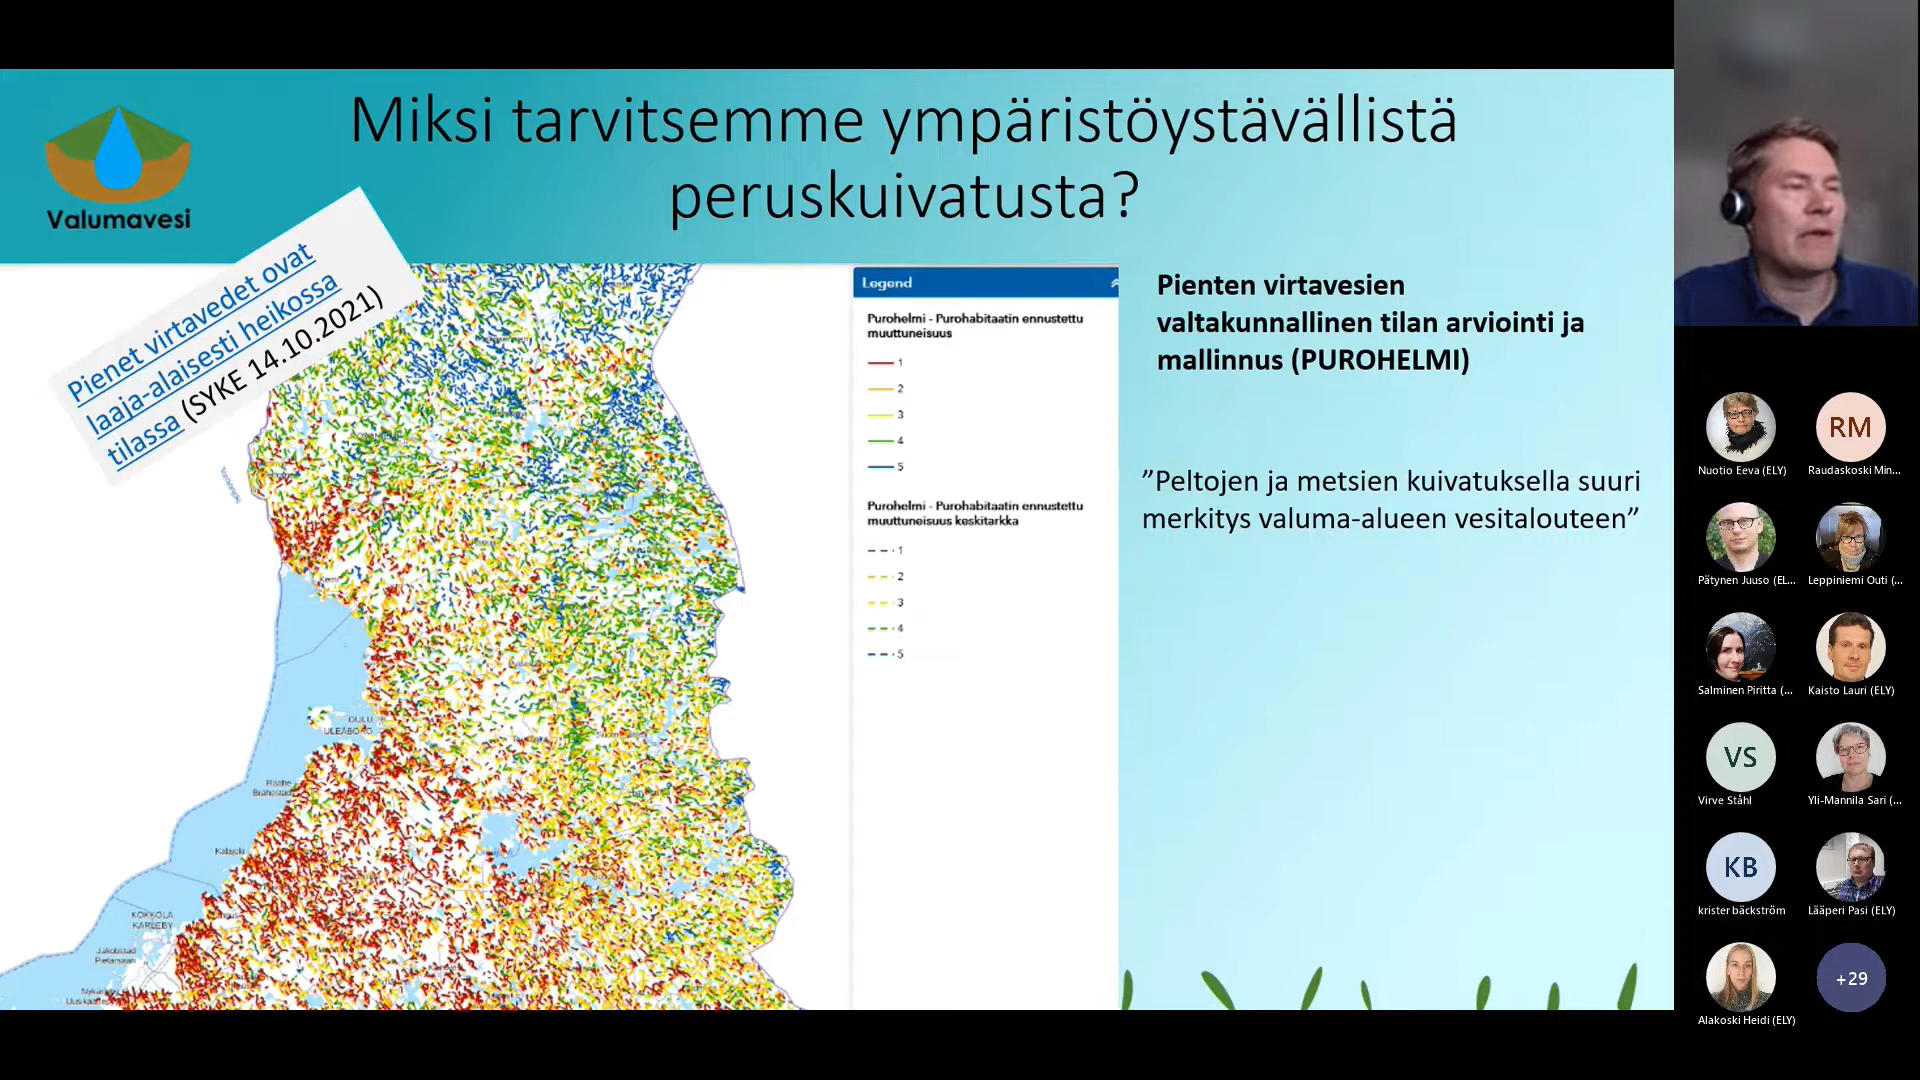 Miksi tarvitsemme ympäristöystävällistä
peruskuivatusta?
Valumavesi
Pienet virtavedet ovat
laaja-alaisesti heikossa
tilassa (SYKE 14.10.2021)
Legend
Purohelmi - Purohabitaatin ennustettu
muuttuneisuus
1
2
3
4
5
Purohelmi - Purohabitaatin ennustettu
muuttuneisuus keskitarkka
1
2
3
4
5
OULU
ULEÅBORG
Raahe
Brahestad
Kalajoki
KOKKOLA
KARLEBY
Jakobstad
Pietarsaari
Pienten virtavesien
valtakunnallinen tilan arviointi ja
mallinnus (PUROHELMI)
”Peltojen ja metsien kuivatuksella suuri
merkitys valuma-alueen vesitalouteen”
Nuotio Eeva (ELY)
RM
Raudaskoski Min...
Pätynen Juuso (EL...
Leppiniemi Outi (...
Salminen Piritta (...
Kaisto Lauri (ELY)
VS
Virve Ståhl
Yli-Mannila Sari (...
KB
krister bäckström
Lääperi Pasi (ELY)
Alakoski Heidi (ELY)
+29